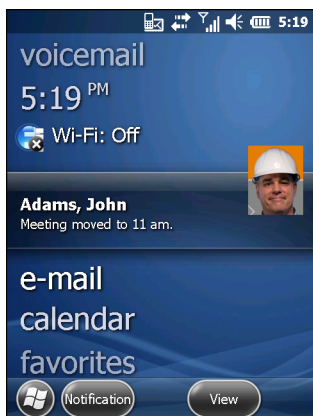 5:19
voicemail
5:19 PM
Wi-Fi: Off
Adams, John
Meeting moved to 11 am.
e-mail
calendar
favorites
Notification View